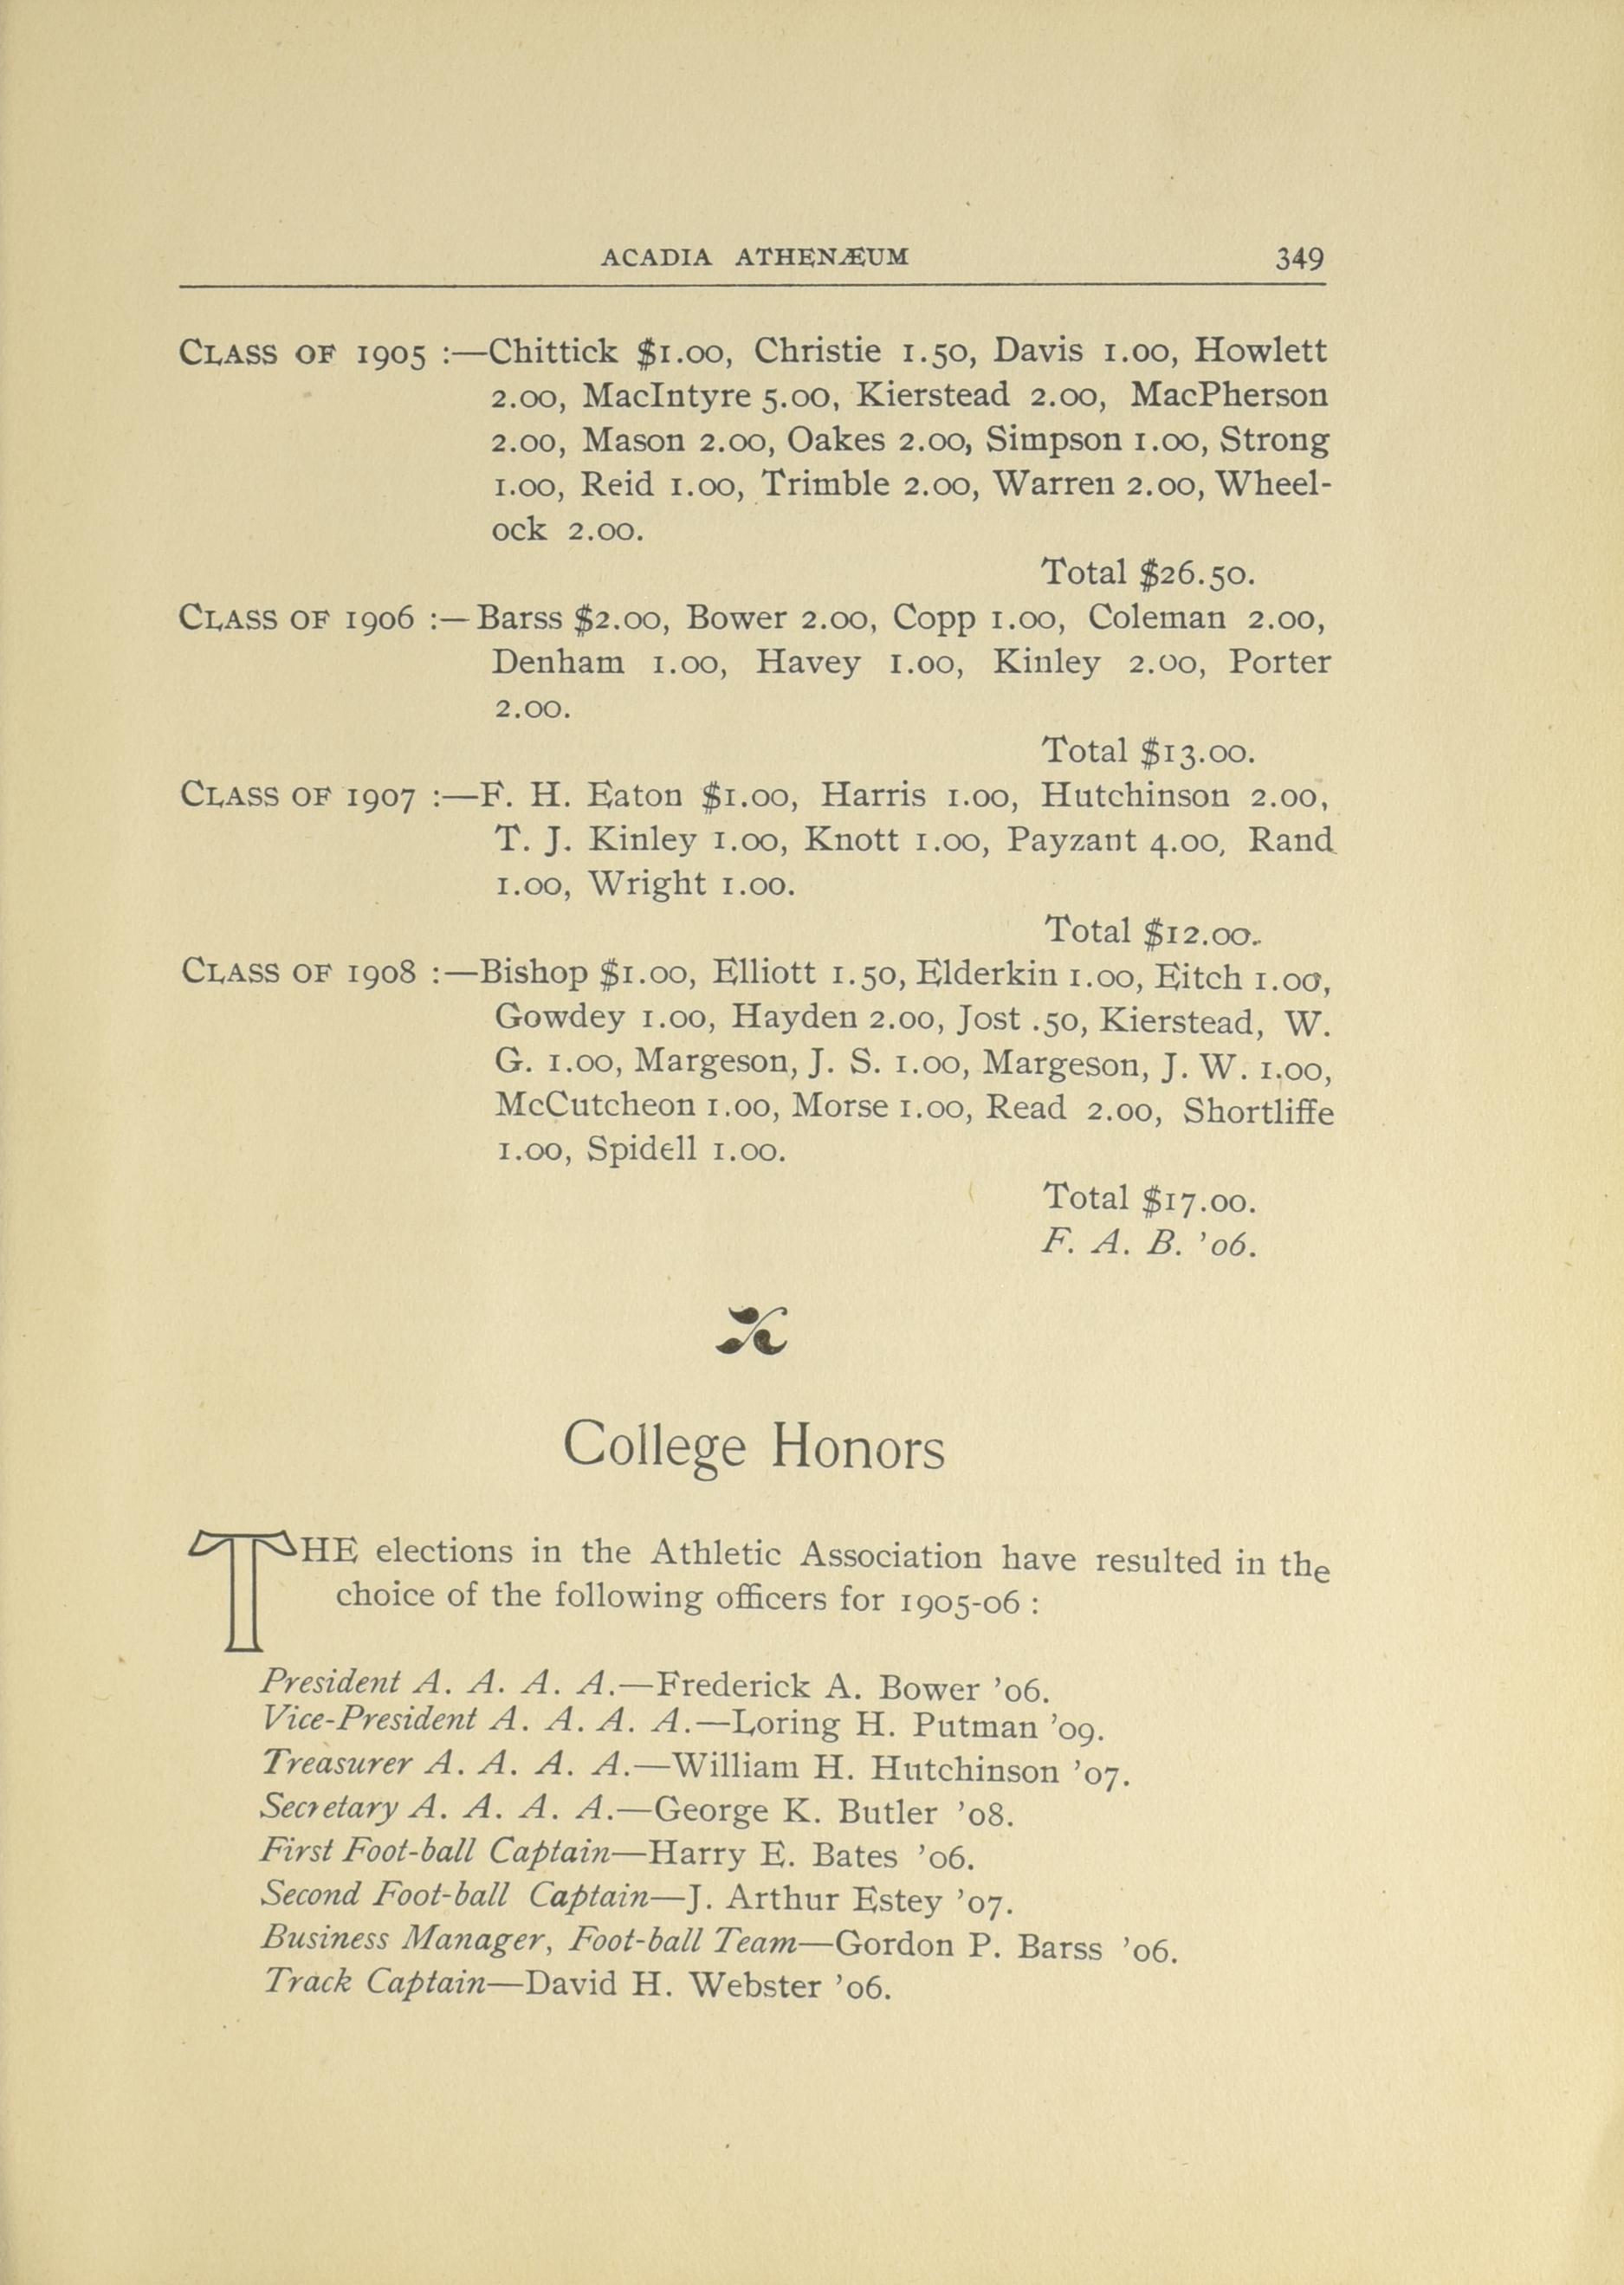 ACADIA ATHENÆUM 349
CLASS OF 1905 :—Chittick $1.00, Christie 1.50, Davis 1.00, Howlett
2.00, MacIntyre 5.00, Kierstead 2.00, MacPherson
2.00, Mason 2.00, Oakes 2.00, Simpson 1.00, Strong
1.00, Reid 1.00, Trimble 2.00, Warren 2.00, Wheel-
ock 2.00.
Total $26.50.
CLASS OF 1906 :—Barss $2.00, Bower 2.00, Copp 1.00, Coleman 2.00,
Denham 1.00, Havey 1.00, Kinley 2.00, Porter
2.00.
Total $13.00.
CLASS OF 1907 :—F. H. Eaton $1.00, Harris 1.00, Hutchinson 2.00,
T. J. Kinley 1.00, Knott 1.00, Payzant 4.00, Rand
1.00, Wright 1.00.
Total $12.00.
CLASS OF 1908 :—Bishop $1.00, Elliott 1.50, Elderkin 1.00, Eitch 1.00,
Gowdey 1.00, Hayden 2.00, Jost .50, Kierstead, W.
G. 1.00, Margeson, J. S. 1.00, Margeson, J. W. 1.00,
McCutcheon 1.00, Morse 1.00, Read 2.00, Shortliffe
1.00, Spidell 1.00.
Total $17.00.
F. A. B. ’06.
College Honors
THE elections in the Athletic Association have resulted in the
choice of the following officers for 1905-06 :
President A. A. A. A.—Frederick A. Bower ’06.
Vice-President A. A. A. A.—Loring H. Putman ’09.
Treasurer A. A. A. A.—William H. Hutchinson ’07.
Secretary A. A. A. A.—George K. Butler ’08.
First Foot-ball Captain—Harry E. Bates ’06.
Second Foot-ball Captain—J. Arthur Estey ’07.
Business Manager, Foot-ball Team—Gordon P. Barss ’06.
Track Captain—David H. Webster ’06.